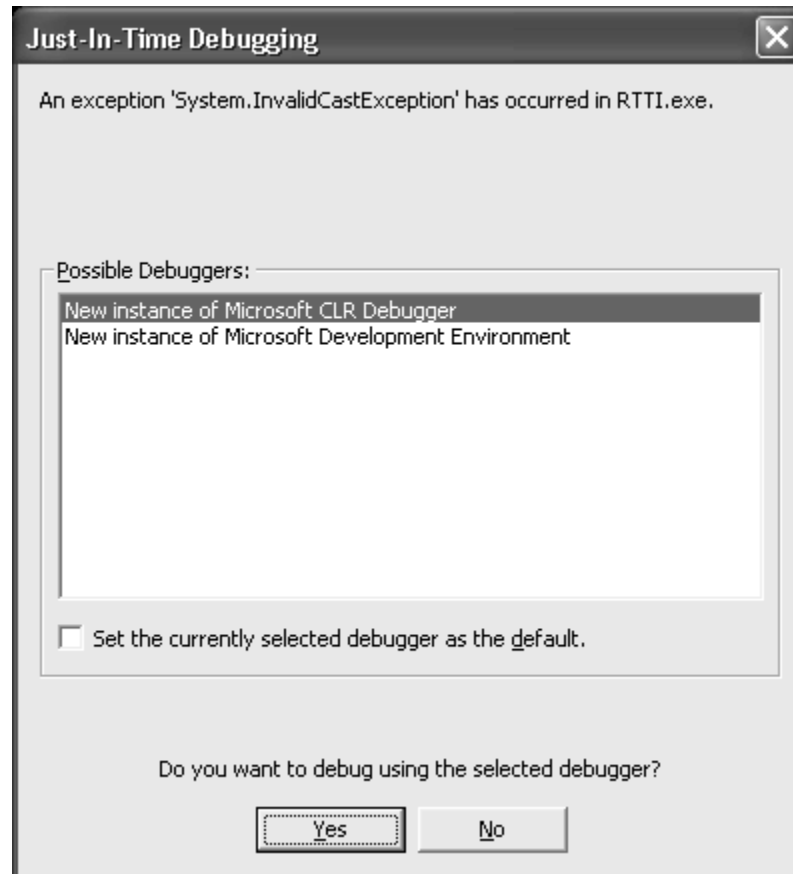 Just-In-Time Debugging
An exception 'System.InvalidCastException' has occurred in RTTI.exe.
Possible Debuggers:
New instance of Microsoft CLR Debugger
New instance of Microsoft Development Environment
Set the currently selected debugger as the default.
Do you want to debug using the selected debugger?
Yes No